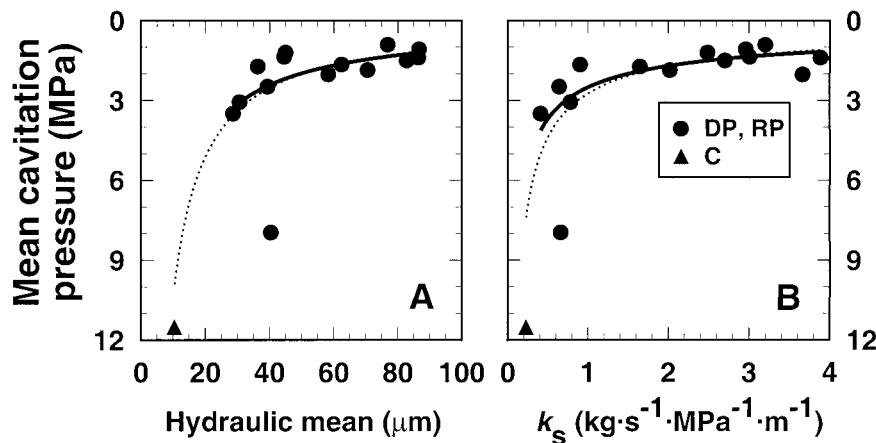 Mean cavitation
pressure (MPa)
0
3
6
9
12
A
0 20 40 60 80 100
Hydraulic mean (μm)
DP, RP
C
B
0
3
6
9
12
0 1 2 3 4
kₛ (kg·s⁻¹·MPa⁻¹·m⁻¹)